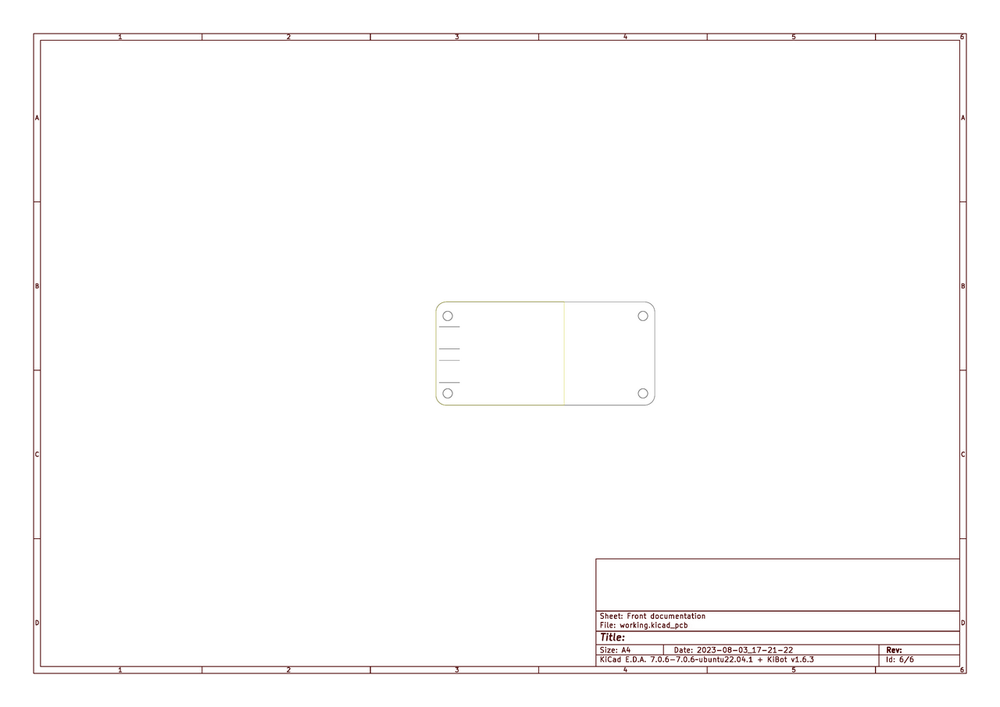 1 2 3 4 5 6
A A
B B
C C
D D
Sheet: Front documentation
File: working.kicad_pcb
Title:
Size: A4 Date: 2023-08-03_17-21-22 Rev:
KiCad E.D.A. 7.0.6-7.0.6~ubuntu22.04.1 + KiBot v1.6.3 Id: 6/6
1 2 3 4 5 6